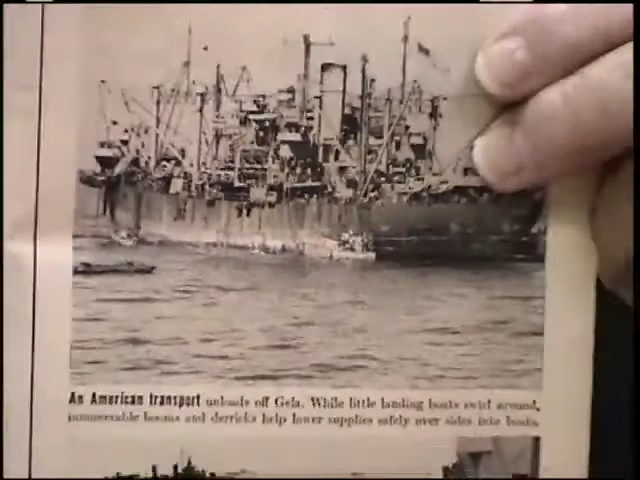 An American transport unloads off Gela. While little landing boats swirl around,
innumerable booms and derricks help lower supplies safely over sides into boats.